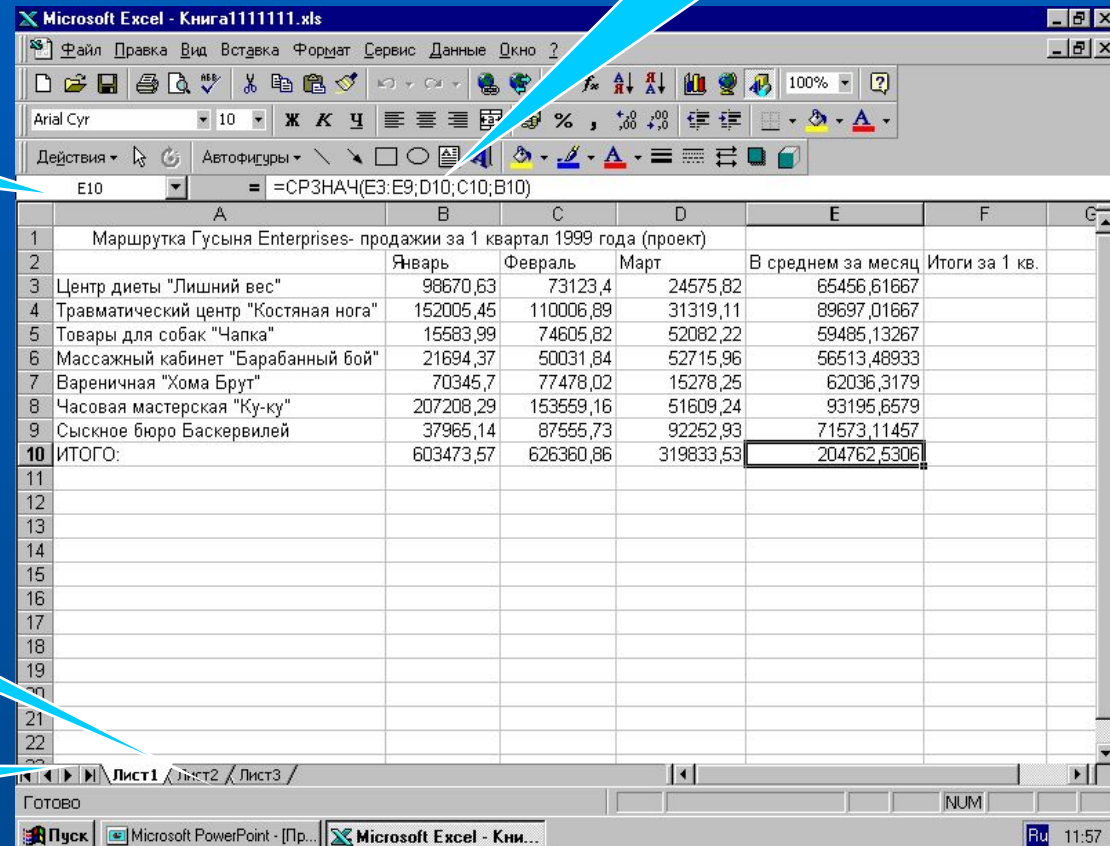 Microsoft Excel - Книга1111111.xls
Файл Правка Вид Вставка Формат Сервис Данные Окно ?
100%
Arial Cyr 10 Ж К Ч % ,
Действия Автофигуры
E10 = =СРЗНАЧ(E3:E9;D10;C10;B10)
A B C D E F G
1 Маршрутка Гусыня Enterprises- продажии за 1 квартал 1999 года (проект)
2 Январь Февраль Март В среднем за месяц Итоги за 1 кв.
3 Центр диеты "Лишний вес" 98670,63 73123,4 24575,82 65456,61667
4 Травматический центр "Костяная нога" 152005,45 110006,89 31319,11 89697,01667
5 Товары для собак "Чапка" 15583,99 74605,82 52082,22 59485,13267
6 Массажный кабинет "Барабанный бой" 21694,37 50031,84 52715,96 56513,48933
7 Вареничная "Хома Брут" 70345,7 77478,02 15278,25 62036,3179
8 Часовая мастерская "Ку-ку" 207208,29 153559,16 51609,24 93195,6579
9 Сыскное бюро Баскервилей 37965,14 87555,73 92252,93 71573,11457
10 ИТОГО: 603473,57 626360,86 319833,53 204762,5306
11
12
13
14
15
16
17
18
19
20
21
22
Лист1 Лист2 Лист3
Готово NUM
Пуск Microsoft PowerPoint - [Пр... Microsoft Excel - Кни... Ru 11:57